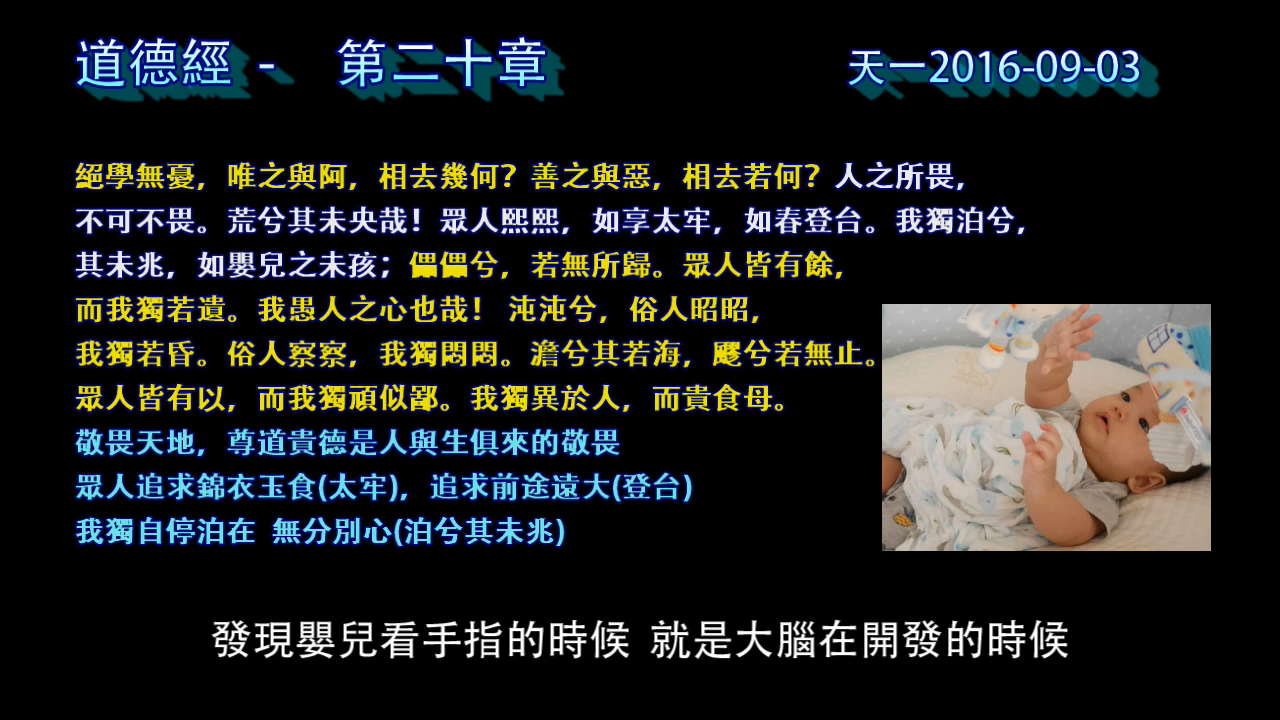 道德經 - 第二十章
天一2016-09-03
絕學無憂，唯之與阿，相去幾何？善之與惡，相去若何？人之所畏，
不可不畏。荒兮其未央哉！眾人熙熙，如享太牢，如春登台。我獨泊兮，
其未兆，如嬰兒之未孩；儡儡兮，若無所歸。眾人皆有餘，
而我獨若遺。我愚人之心也哉！ 沌沌兮，俗人昭昭，
我獨若昏。俗人察察，我獨悶悶。澹兮其若海，飂兮若無止。
眾人皆有以，而我獨頑似鄙。我獨異於人，而貴食母。
敬畏天地，尊道貴德是人與生俱來的敬畏
眾人追求錦衣玉食(太牢)，追求前途遠大(登台)
我獨自停泊在 無分別心(泊兮其未兆)
發現嬰兒看手指的時候 就是大腦在開發的時候